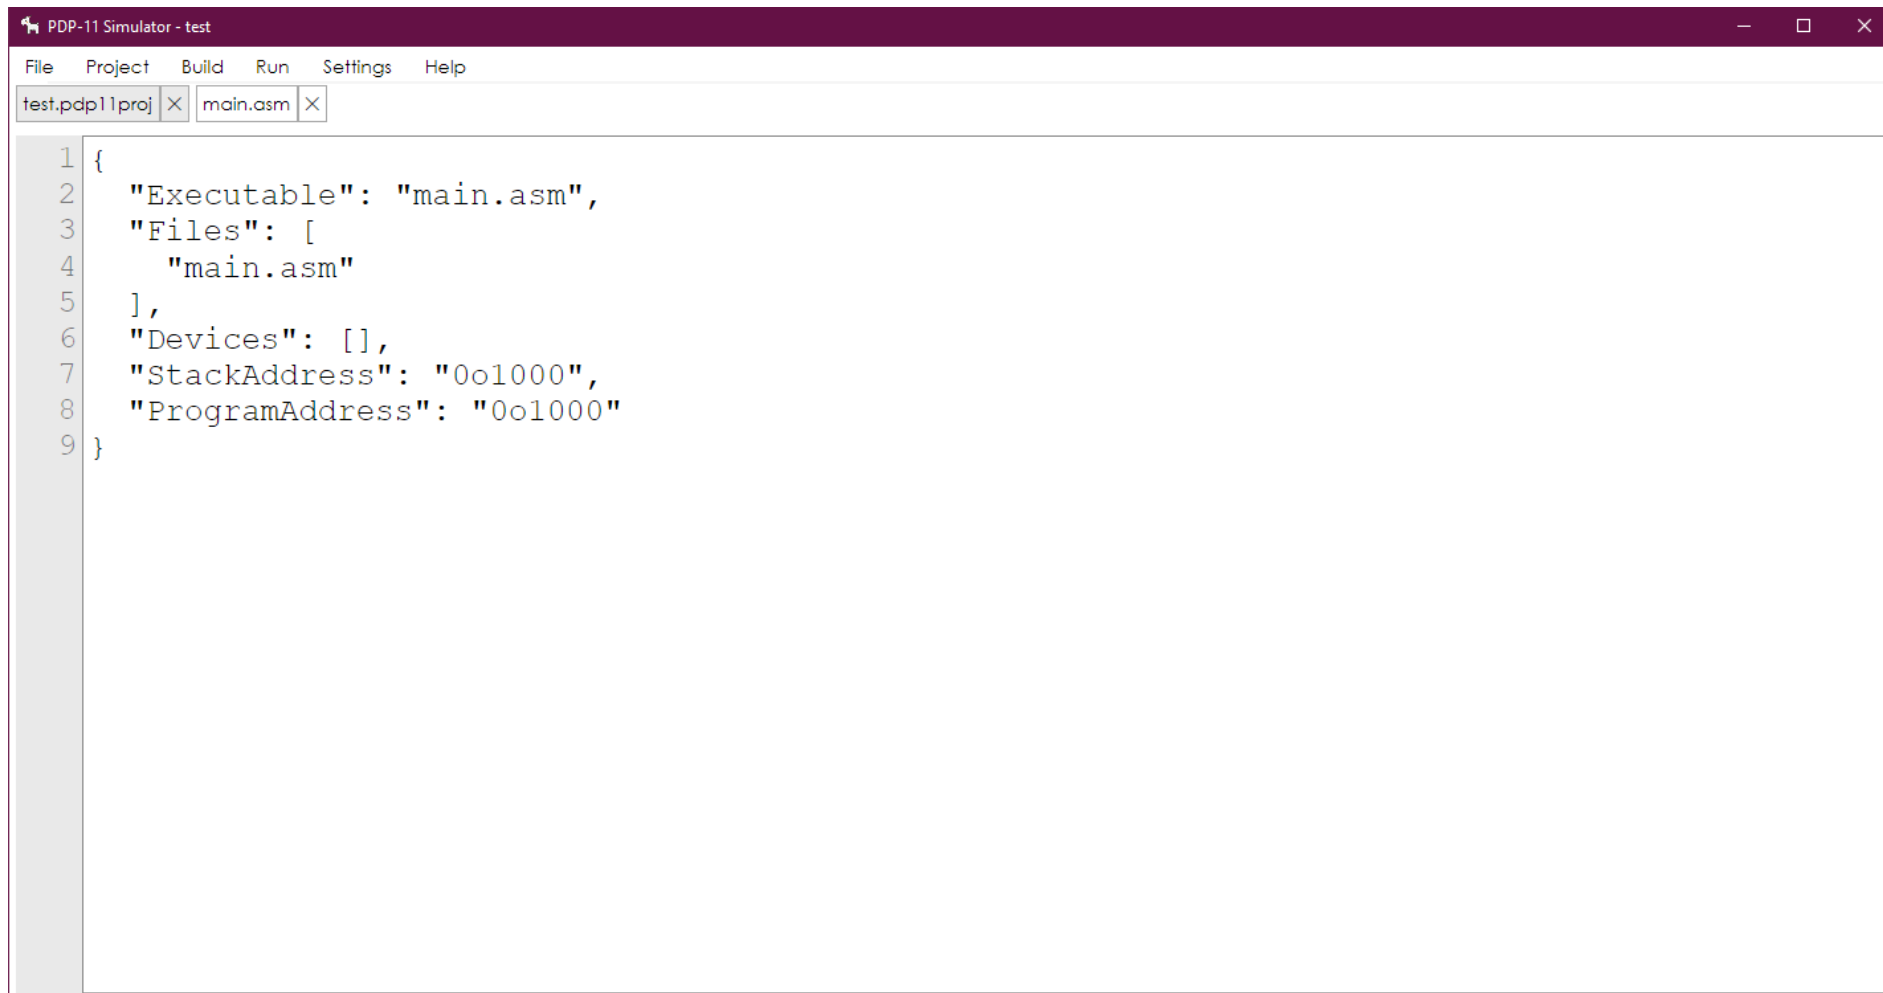 PDP-11 Simulator - test
File Project Build Run Settings Help
test.pdp11proj main.asm
1 {
2   "Executable": "main.asm",
3   "Files": [
4     "main.asm"
5   ],
6   "Devices": [],
7   "StackAddress": "0o1000",
8   "ProgramAddress": "0o1000"
9 }